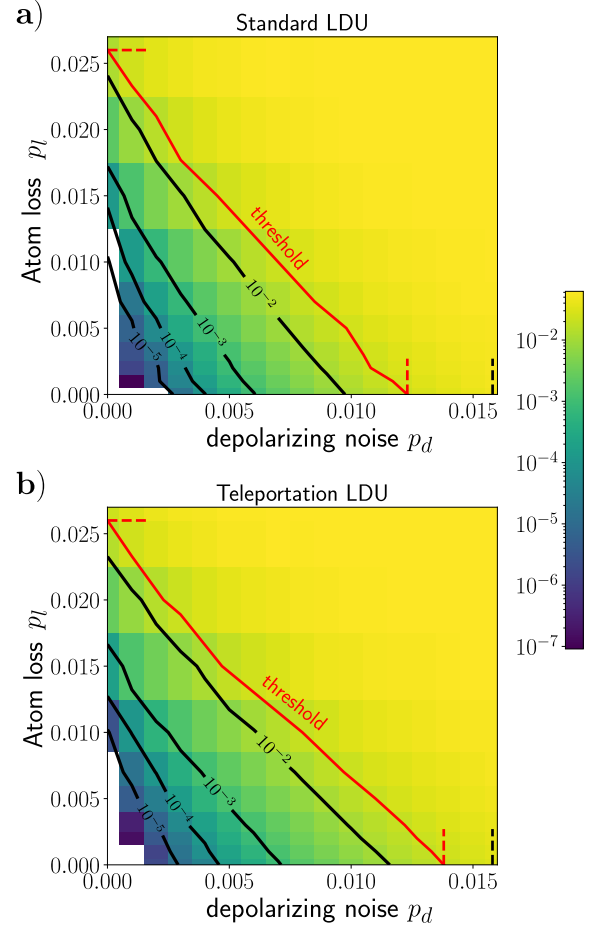 a)
Standard LDU
0.025
0.020
0.015
0.010
0.005
0.000
Atom loss p_l
threshold
10^{-2}
10^{-3}
10^{-4}
10^{-5}
0.000 0.005 0.010 0.015
depolarizing noise p_d
10^{-2}
10^{-3}
10^{-4}
10^{-5}
10^{-6}
10^{-7}
b)
Teleportation LDU
0.025
0.020
0.015
0.010
0.005
0.000
Atom loss p_l
threshold
10^{-2}
10^{-3}
10^{-4}
10^{-5}
0.000 0.005 0.010 0.015
depolarizing noise p_d